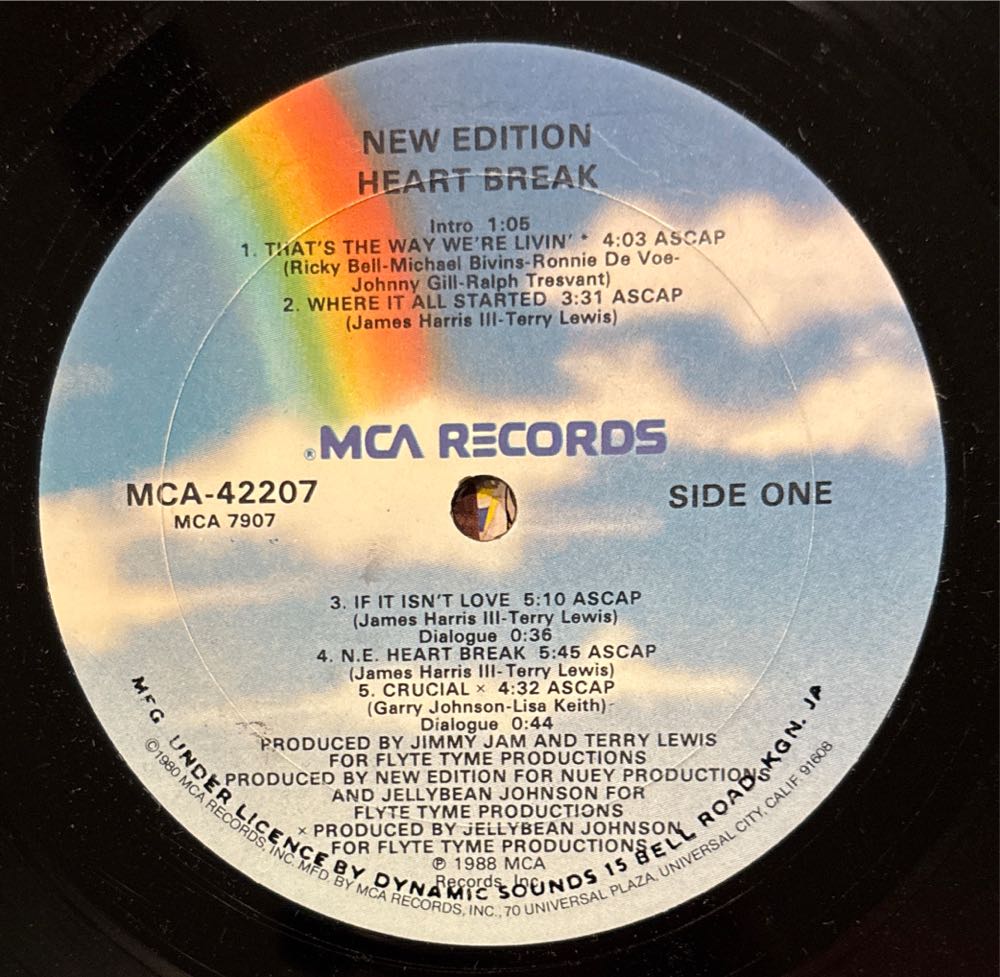 NEW EDITION
HEART BREAK
Intro 1:05
1. THAT'S THE WAY WE'RE LIVIN' * 4:03 ASCAP
(Ricky Bell-Michael Bivins-Ronnie De Voe-
Johnny Gill-Ralph Tresvant)
2. WHERE IT ALL STARTED 3:31 ASCAP
(James Harris III-Terry Lewis)
®MCA RECORDS
MCA-42207
MCA 7907
SIDE ONE
3. IF IT ISN'T LOVE 5:10 ASCAP
(James Harris III-Terry Lewis)
Dialogue 0:36
4. N.E. HEART BREAK 5:45 ASCAP
(James Harris III-Terry Lewis)
5. CRUCIAL × 4:32 ASCAP
(Garry Johnson-Lisa Keith)
Dialogue 0:44
PRODUCED BY JIMMY JAM AND TERRY LEWIS
FOR FLYTE TYME PRODUCTIONS
PRODUCED BY NEW EDITION FOR NUEY PRODUCTIONS
AND JELLYBEAN JOHNSON FOR
FLYTE TYME PRODUCTIONS
× PRODUCED BY JELLYBEAN JOHNSON
FOR FLYTE TYME PRODUCTIONS
℗ 1988 MCA
Records, Inc.
MFG UNDER LICENCE BY DYNAMIC SOUNDS 15 BELL ROAD KGN. JA
©1980 MCA RECORDS, INC. MFD. BY MCA RECORDS, INC., 70 UNIVERSAL PLAZA, UNIVERSAL CITY, CALIF. 91608